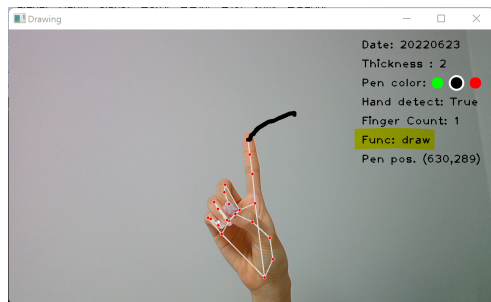 Drawing
Date: 20220623
Thickness : 2
Pen color:
Hand detect: True
Finger Count: 1
Func: draw
Pen pos. (630,289)